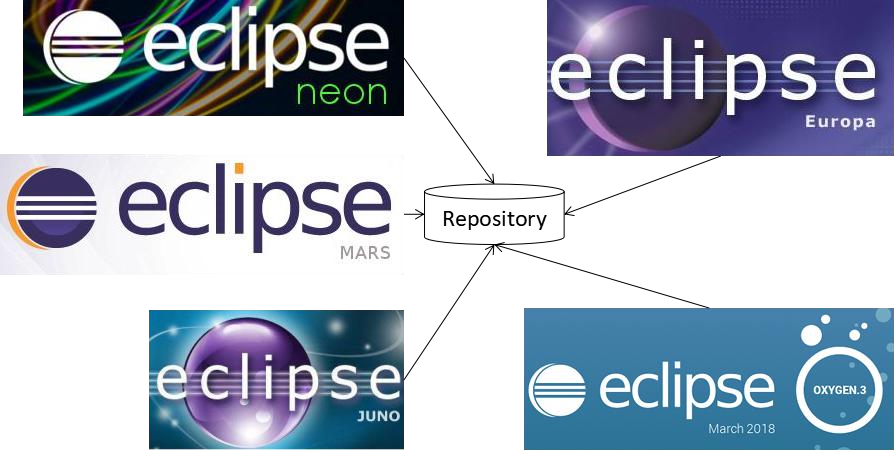 eclipse
neon
eclipse
Europa
eclipse
MARS
Repository
eclipse
JUNO
eclipse
OXYGEN.3
March 2018